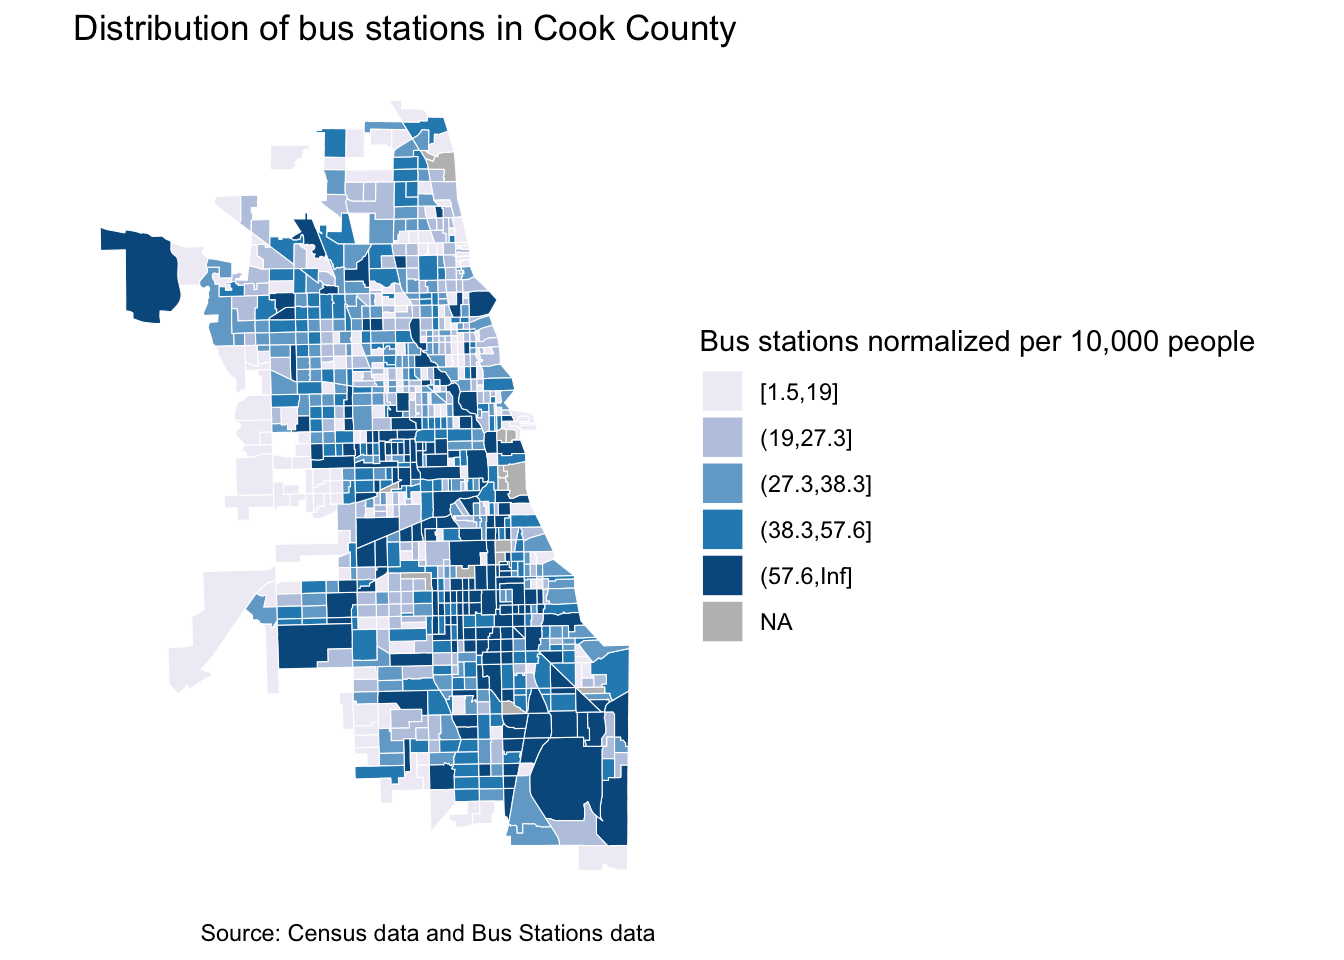 Distribution of bus stations in Cook County
Bus stations normalized per 10,000 people
[1.5,19]
(19,27.3]
(27.3,38.3]
(38.3,57.6]
(57.6,Inf]
NA
Source: Census data and Bus Stations data